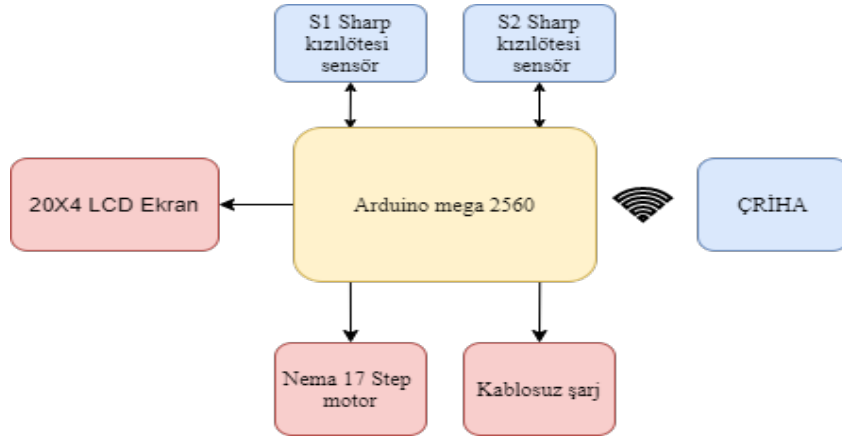 S1 Sharp
kızılötesi
sensör
S2 Sharp
kızılötesi
sensör
20X4 LCD Ekran
Arduino mega 2560
ÇRİHA
Nema 17 Step
motor
Kablosuz şarj